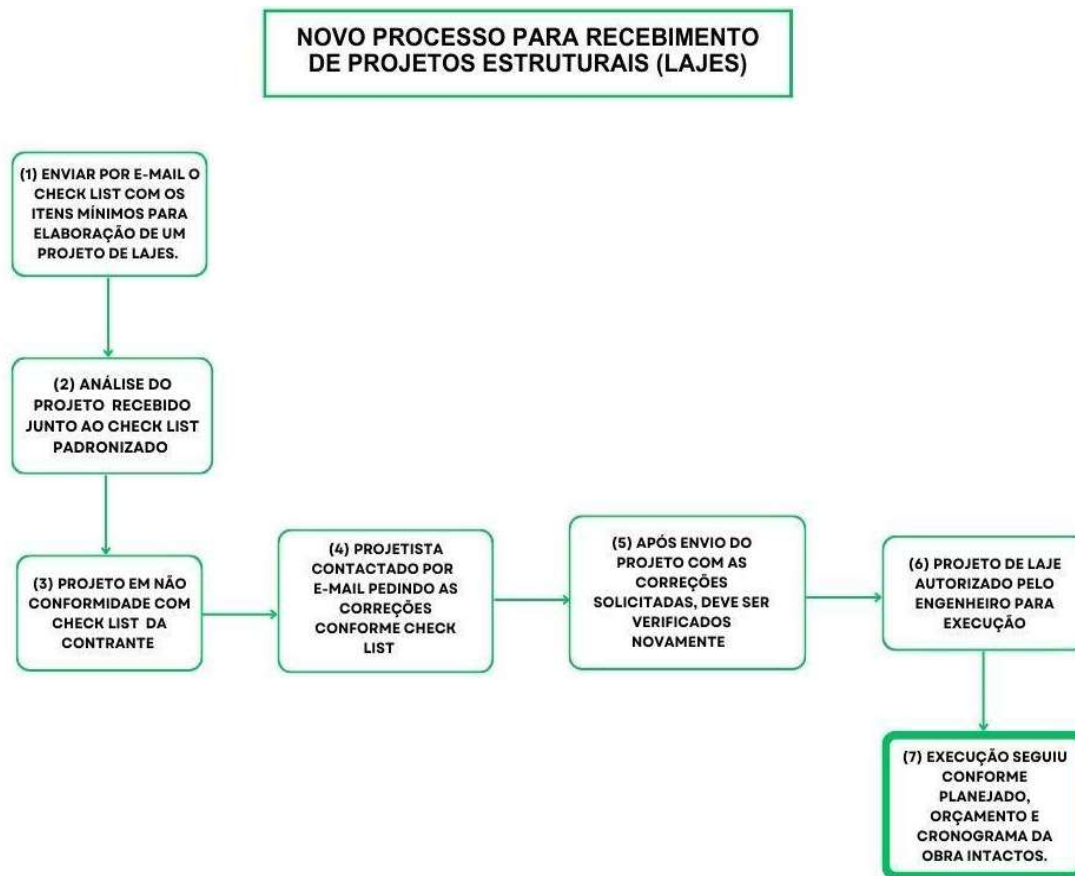 NOVO PROCESSO PARA RECEBIMENTO
DE PROJETOS ESTRUTURAIS (LAJES)
(1) ENVIAR POR E-MAIL O
CHECK LIST COM OS
ITENS MÍNIMOS PARA
ELABORAÇÃO DE UM
PROJETO DE LAJES.
(2) ANÁLISE DO
PROJETO RECEBIDO
JUNTO AO CHECK LIST
PADRONIZADO
(3) PROJETO EM NÃO
CONFORMIDADE COM
CHECK LIST DA
CONTRANTE
(4) PROJETISTA
CONTACTADO POR
E-MAIL PEDINDO AS
CORREÇÕES
CONFORME CHECK
LIST
(5) APÓS ENVIO DO
PROJETO COM AS
CORREÇÕES
SOLICITADAS, DEVE SER
VERIFICADOS
NOVAMENTE
(6) PROJETO DE LAJE
AUTORIZADO PELO
ENGENHEIRO PARA
EXECUÇÃO
(7) EXECUÇÃO SEGUIU
CONFORME
PLANEJADO,
ORÇAMENTO E
CRONOGRAMA DA
OBRA INTACTOS.